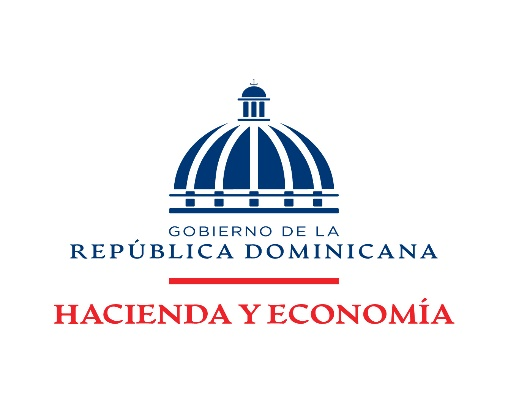 GOBIERNO DE LA
REPÚBLICA DOMINICANA
HACIENDA Y ECONOMÍA